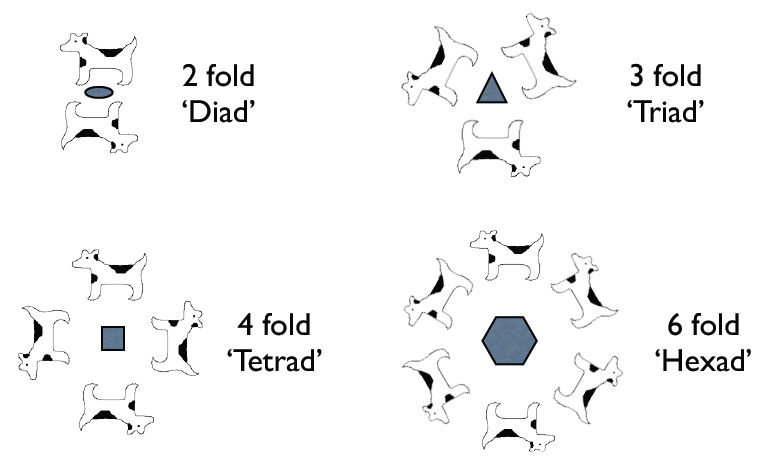 2 fold
‘Diad’
3 fold
‘Triad’
4 fold
‘Tetrad’
6 fold
‘Hexad’